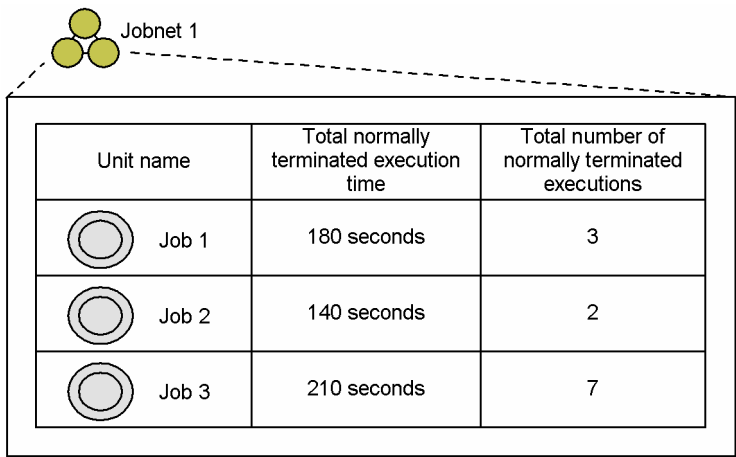 Jobnet 1
Unit name
Total normally
terminated execution
time
Total number of
normally terminated
executions
Job 1
180 seconds
3
Job 2
140 seconds
2
Job 3
210 seconds
7